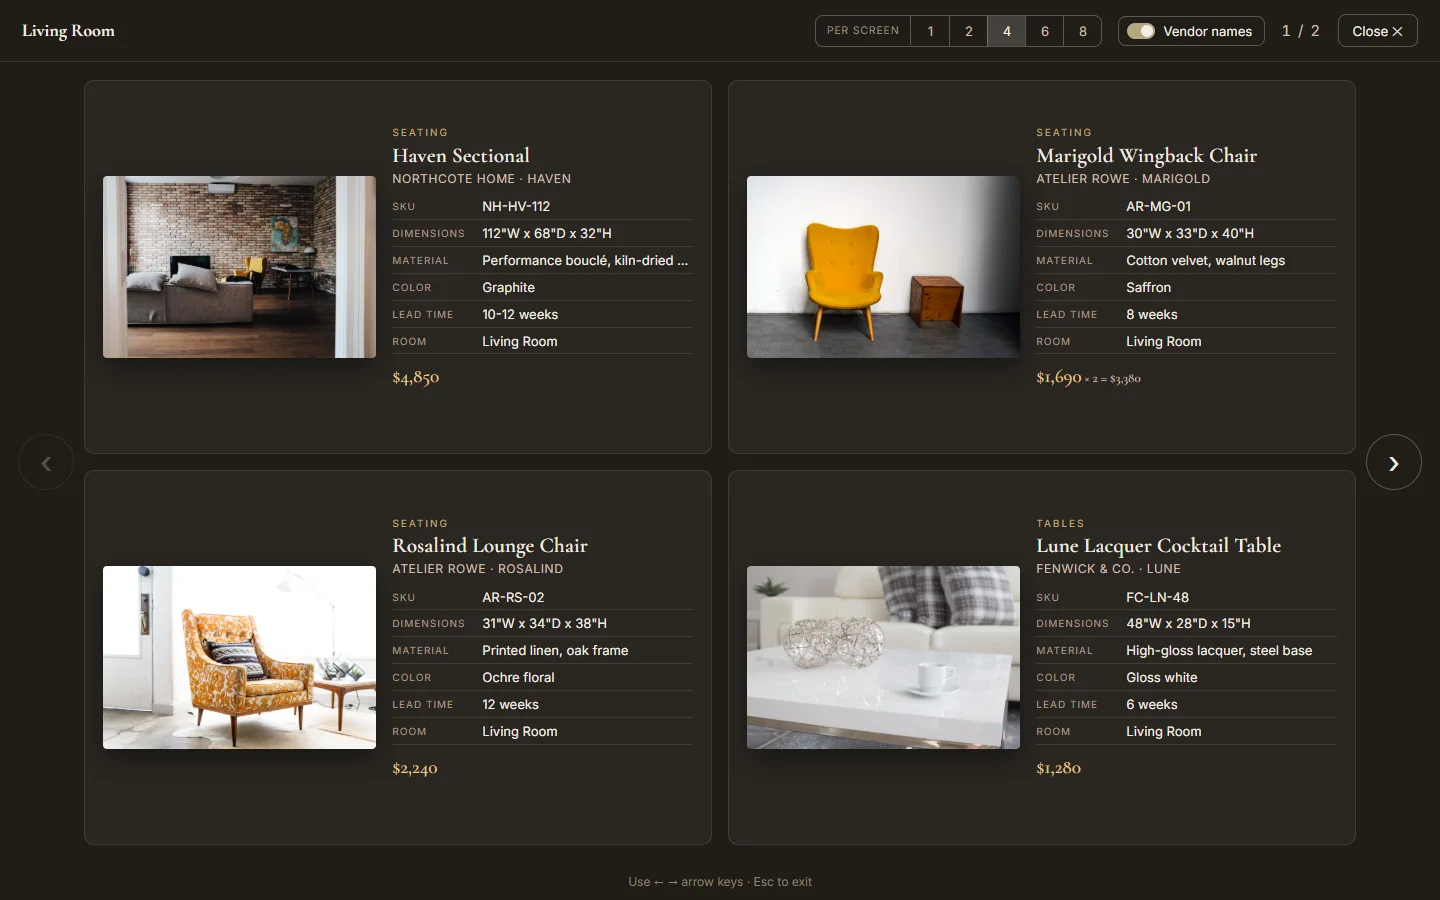 Living Room
PER SCREEN 1 2 4 6 8
Vendor names
1 / 2
Close ×
SEATING
Haven Sectional
NORTHCOTE HOME · HAVEN
SKU NH-HV-112
DIMENSIONS 112"W x 68"D x 32"H
MATERIAL Performance bouclé, kiln-dried ...
COLOR Graphite
LEAD TIME 10-12 weeks
ROOM Living Room
$4,850
SEATING
Marigold Wingback Chair
ATELIER ROWE · MARIGOLD
SKU AR-MG-01
DIMENSIONS 30"W x 33"D x 40"H
MATERIAL Cotton velvet, walnut legs
COLOR Saffron
LEAD TIME 8 weeks
ROOM Living Room
$1,690 × 2 = $3,380
‹
›
SEATING
Rosalind Lounge Chair
ATELIER ROWE · ROSALIND
SKU AR-RS-02
DIMENSIONS 31"W x 34"D x 38"H
MATERIAL Printed linen, oak frame
COLOR Ochre floral
LEAD TIME 12 weeks
ROOM Living Room
$2,240
TABLES
Lune Lacquer Cocktail Table
FENWICK & CO. · LUNE
SKU FC-LN-48
DIMENSIONS 48"W x 28"D x 15"H
MATERIAL High-gloss lacquer, steel base
COLOR Gloss white
LEAD TIME 6 weeks
ROOM Living Room
$1,280
Use ← → arrow keys · Esc to exit